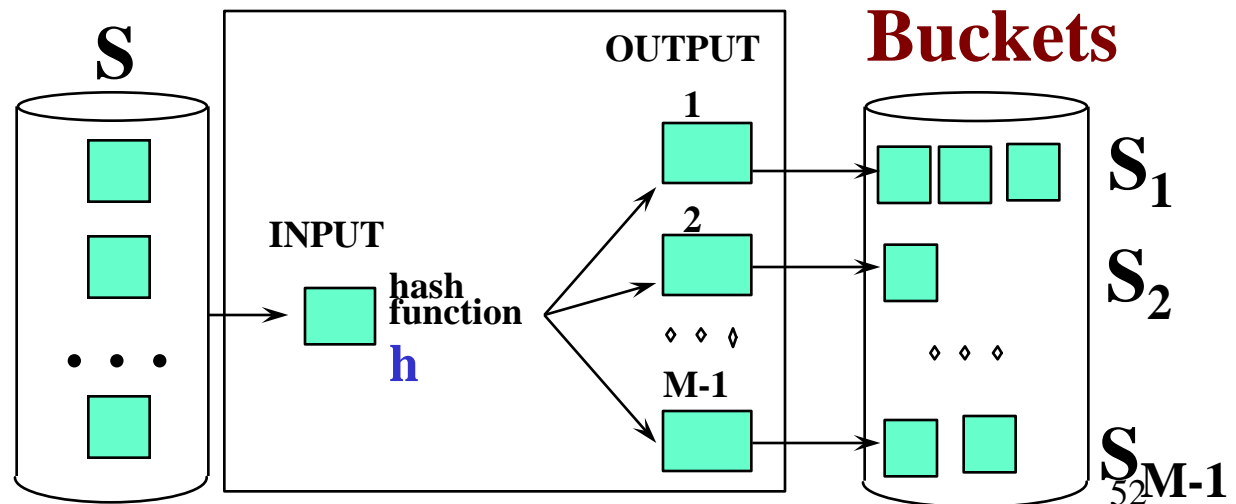 S
OUTPUT
Buckets
1
S1
INPUT
2
hash
function
S2
h
M-1
SM-1
52